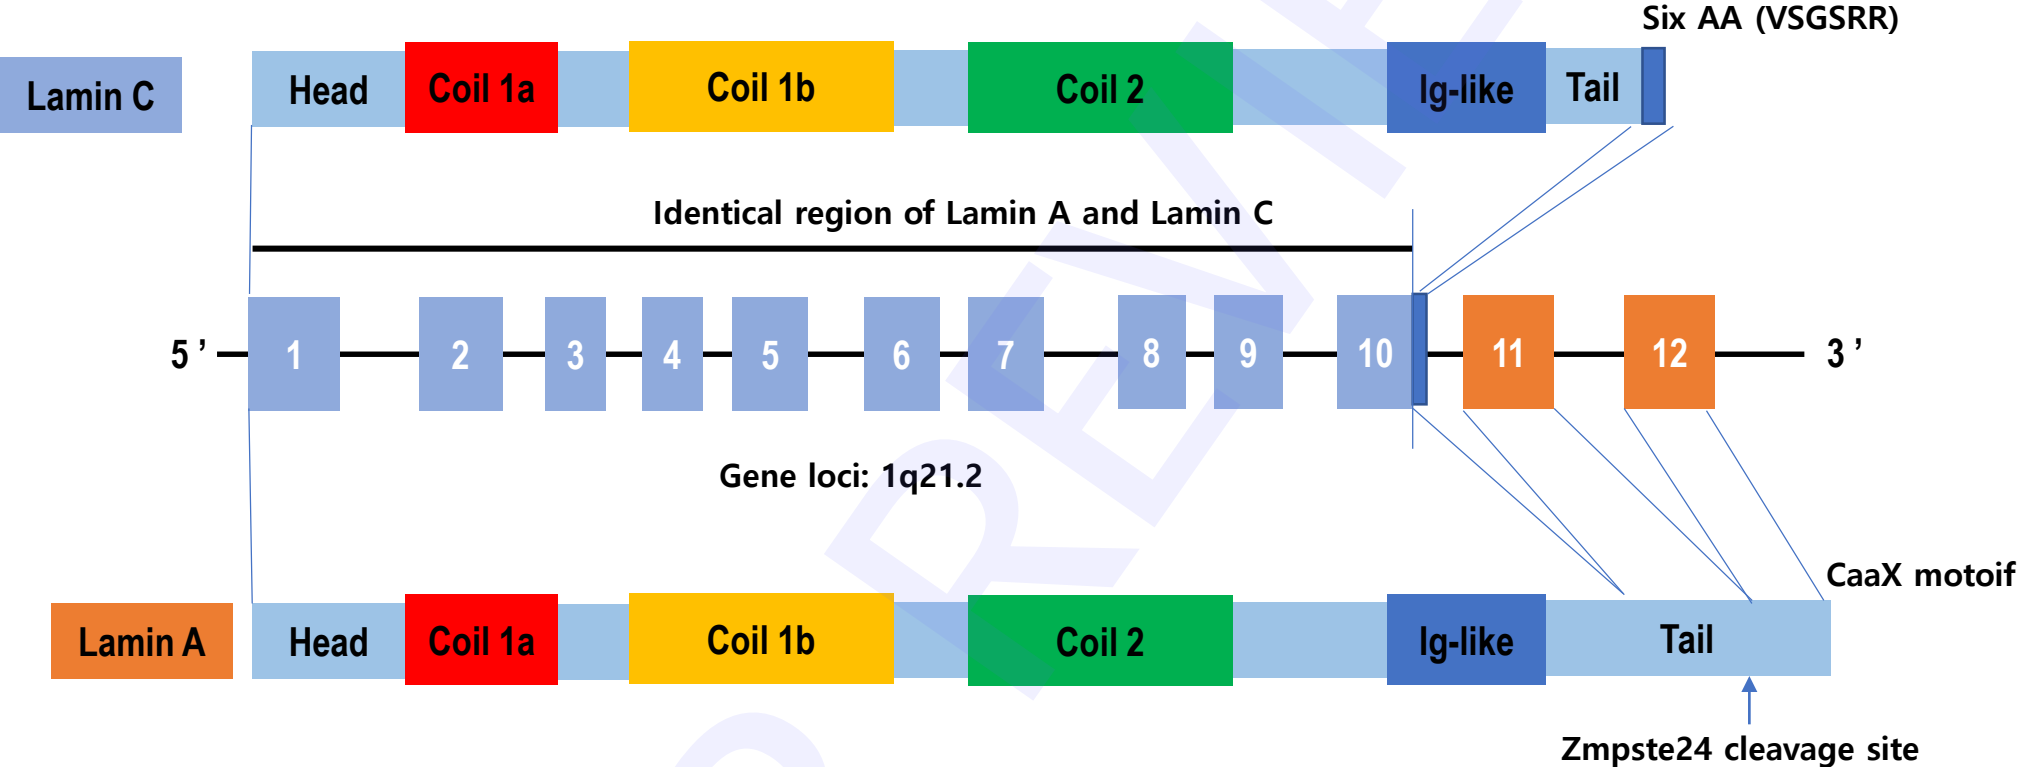 Six AA (VSGSRR)
Lamin C
Head
Coil 1a
Coil 1b
Coil 2
Ig-like
Tail
Identical region of Lamin A and Lamin C
5 ’
1
2
3
4
5
6
7
8
9
10
11
12
3 ’
Gene loci: 1q21.2
CaaX motoif
Lamin A
Head
Coil 1a
Coil 1b
Coil 2
Ig-like
Tail
Zmpste24 cleavage site